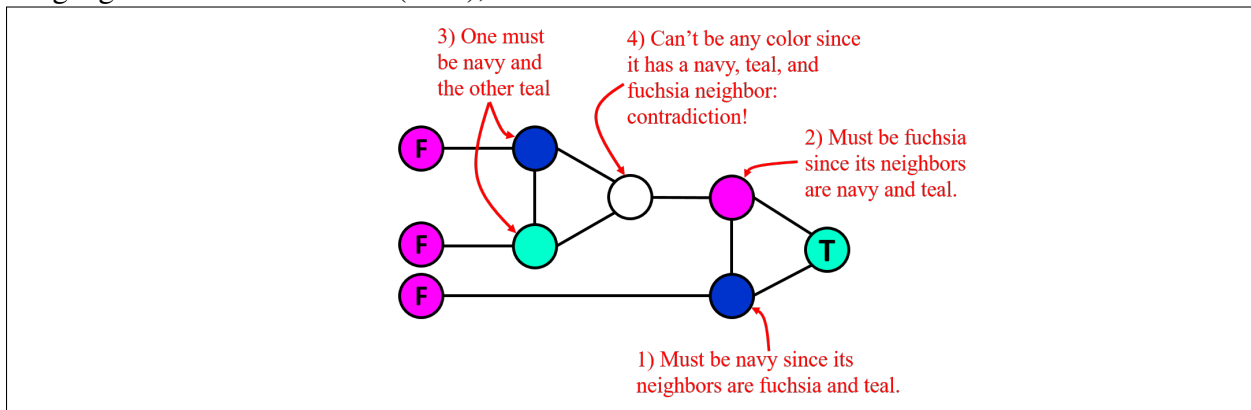 3) One must
be navy and
the other teal
4) Can't be any color since
it has a navy, teal, and
fuchsia neighbor:
contradiction!
2) Must be fuchsia
since its neighbors
are navy and teal.
F
F
T
F
1) Must be navy since its
neighbors are fuchsia and teal.